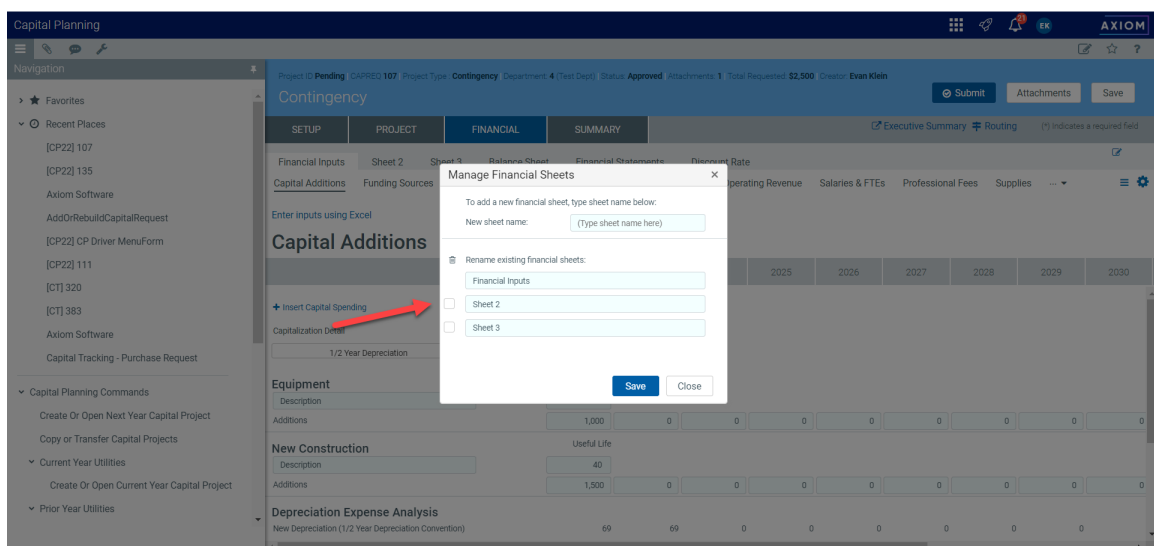 Capital Planning
21
EK
AXIOM
?
Navigation
Favorites
Recent Places
[CP22] 107
[CP22] 135
Axiom Software
AddOrRebuildCapitalRequest
[CP22] CP Driver MenuForm
[CP22] 111
[CT] 320
[CT] 383
Axiom Software
Capital Tracking - Purchase Request
Capital Planning Commands
Create Or Open Next Year Capital Project
Copy or Transfer Capital Projects
Current Year Utilities
Create Or Open Current Year Capital Project
Prior Year Utilities
Project ID Pending CAPREQ 107 Project Type: Contingency Department: 4 (Test Dept) Status: Approved Attachments: 1 Total Requested: $2,500 Creator: Evan Klein
Contingency
Submit Attachments Save
SETUP PROJECT FINANCIAL SUMMARY Executive Summary Routing (*) Indicates a required field
Financial Inputs Sheet 2 Sheet 3 Balance Sheet Financial Statements Discount Rate
Capital Additions Funding Sources Operating Revenue Salaries & FTEs Professional Fees Supplies ...
Enter inputs using Excel
Capital Additions
2025 2026 2027 2028 2029 2030
+ Insert Capital Spending
Capitalization Detail
1/2 Year Depreciation
Equipment
Description
Additions 1,000 0 0 0 0 0 0 0 0
New Construction Useful Life
Description 40
Additions 1,500 0 0 0 0 0 0 0 0
Depreciation Expense Analysis
New Depreciation (1/2 Year Depreciation Convention) 69 69 0 0 0 0 0 0
Manage Financial Sheets ×
To add a new financial sheet, type sheet name below:
New sheet name: (Type sheet name here)
Rename existing financial sheets:
Financial Inputs
Sheet 2
Sheet 3
Save Close